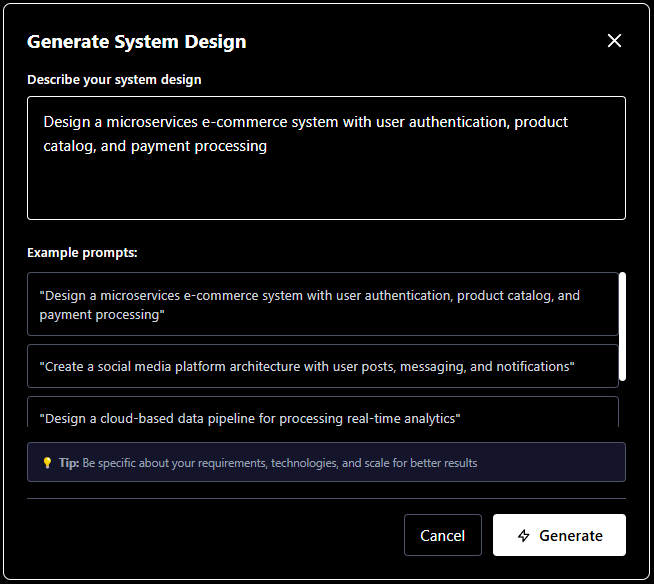 Generate System Design
Describe your system design
Design a microservices e-commerce system with user authentication, product
catalog, and payment processing
Example prompts:
"Design a microservices e-commerce system with user authentication, product catalog, and
payment processing"
"Create a social media platform architecture with user posts, messaging, and notifications"
"Design a cloud-based data pipeline for processing real-time analytics"
💡 Tip: Be specific about your requirements, technologies, and scale for better results
Cancel
Generate